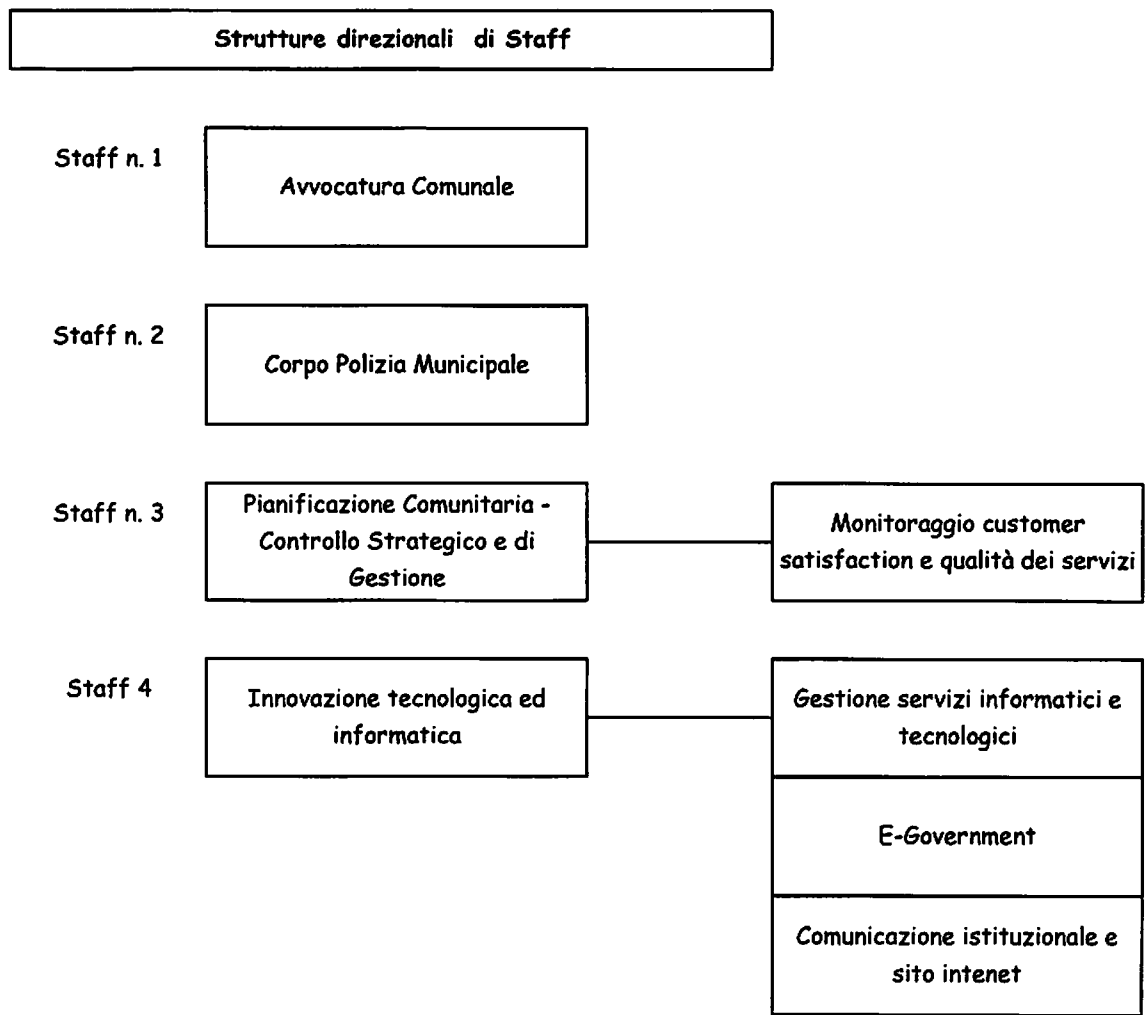 Strutture direzionali di Staff
Staff n. 1
Avvocatura Comunale
Staff n. 2
Corpo Polizia Municipale
Staff n. 3
Pianificazione Comunitaria -
Controllo Strategico e di
Gestione
Monitoraggio customer
satisfaction e qualità dei servizi
Staff 4
Innovazione tecnologica ed
informatica
Gestione servizi informatici e
tecnologici
E-Government
Comunicazione istituzionale e
sito intenet